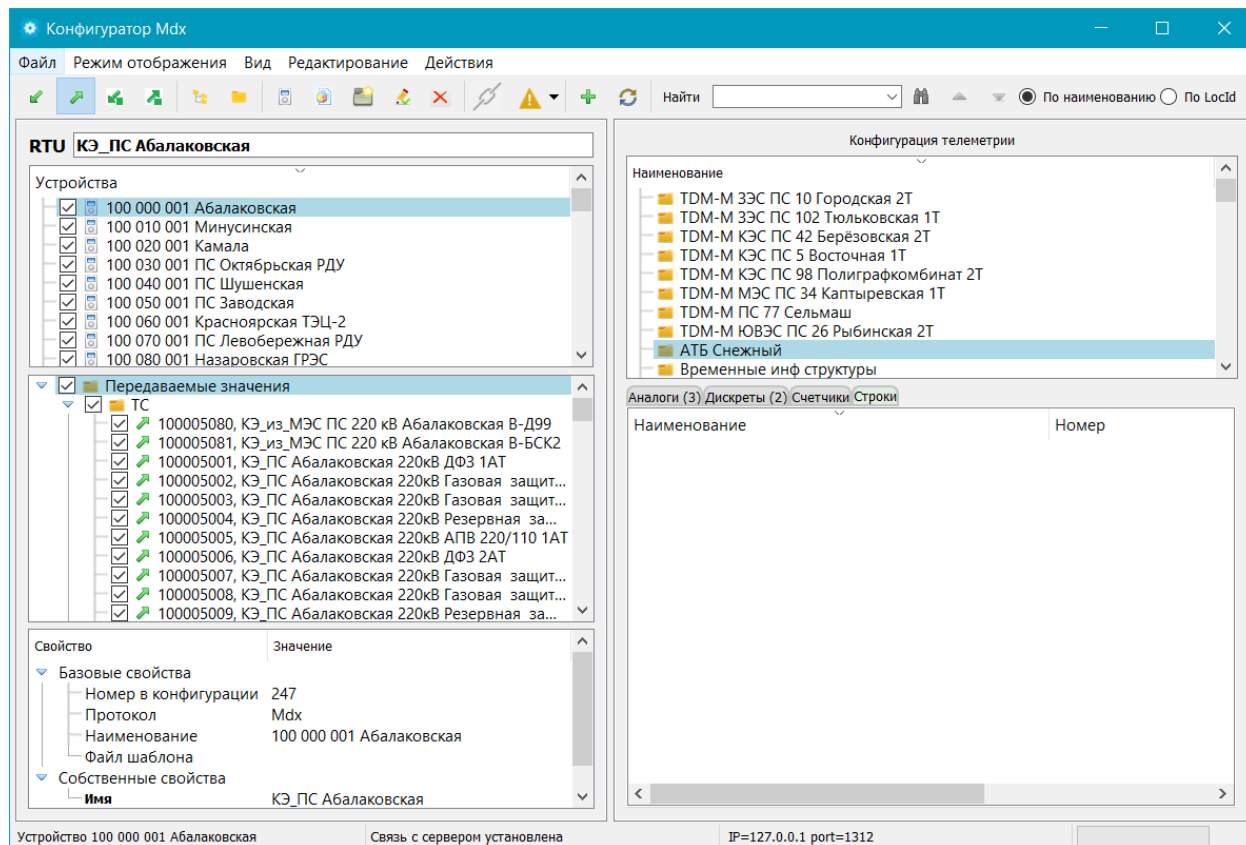 Конфигуратор Mdx
Файл Режим отображения Вид Редактирование Действия
Найти По наименованию По LocId
RTU КЭ_ПС Абалаковская
Устройства
100 000 001 Абалаковская
100 010 001 Минусинская
100 020 001 Камала
100 030 001 ПС Октябрьская РДУ
100 040 001 ПС Шушенская
100 050 001 ПС Заводская
100 060 001 Красноярская ТЭЦ-2
100 070 001 ПС Левобережная РДУ
100 080 001 Назаровская ГРЭС
Передаваемые значения
ТС
100005080, КЭ_из_МЭС ПС 220 кВ Абалаковская В-Д99
100005081, КЭ_из_МЭС ПС 220 кВ Абалаковская В-БСК2
100005001, КЭ_ПС Абалаковская 220кВ ДФЗ 1АТ
100005002, КЭ_ПС Абалаковская 220кВ Газовая защит...
100005003, КЭ_ПС Абалаковская 220кВ Газовая защит...
100005004, КЭ_ПС Абалаковская 220кВ Резервная за...
100005005, КЭ_ПС Абалаковская 220кВ АПВ 220/110 1АТ
100005006, КЭ_ПС Абалаковская 220кВ ДФЗ 2АТ
100005007, КЭ_ПС Абалаковская 220кВ Газовая защит...
100005008, КЭ_ПС Абалаковская 220кВ Газовая защит...
100005009, КЭ_ПС Абалаковская 220кВ Резервная за...
Свойство Значение
Базовые свойства
Номер в конфигурации 247
Протокол Mdx
Наименование 100 000 001 Абалаковская
Файл шаблона
Собственные свойства
Имя КЭ_ПС Абалаковская
Конфигурация телеметрии
Наименование
TDM-M ЗЭС ПС 10 Городская 2Т
TDM-M ЗЭС ПС 102 Тюльковская 1Т
TDM-M КЭС ПС 42 Берёзовская 2Т
TDM-M КЭС ПС 5 Восточная 1Т
TDM-M КЭС ПС 98 Полиграфкомбинат 2Т
TDM-M МЭС ПС 34 Каптыревская 1Т
TDM-M ПС 77 Сельмаш
TDM-M ЮВЭС ПС 26 Рыбинская 2Т
АТБ Снежный
Временные инф структуры
Аналоги (3) Дискреты (2) Счетчики Строки
Наименование Номер
Устройство 100 000 001 Абалаковская Связь с сервером установлена IP=127.0.0.1 port=1312